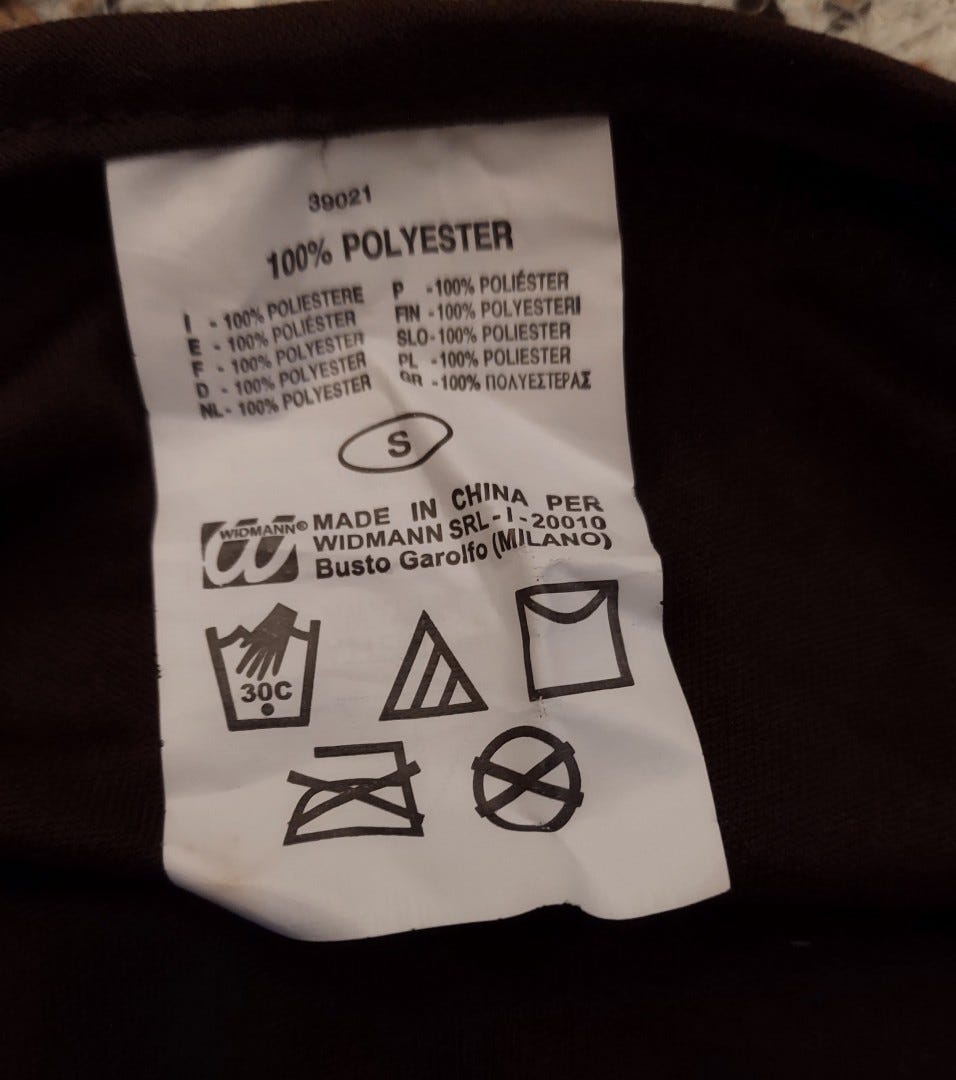 39021
100% POLYESTER
I - 100% POLIESTERE
E - 100% POLIÉSTER
F - 100% POLYESTER
D - 100% POLYESTER
NL- 100% POLYESTER
P -100% POLIÉSTER
FIN -100% POLYESTERI
SLO-100% POLIESTER
PL -100% POLIESTER
GR -100% ΠΟΛΥΕΣΤΕΡΑΣ
S
WIDMANN®
MADE IN CHINA PER
WIDMANN SRL-I-20010
Busto Garolfo (MILANO)
30C